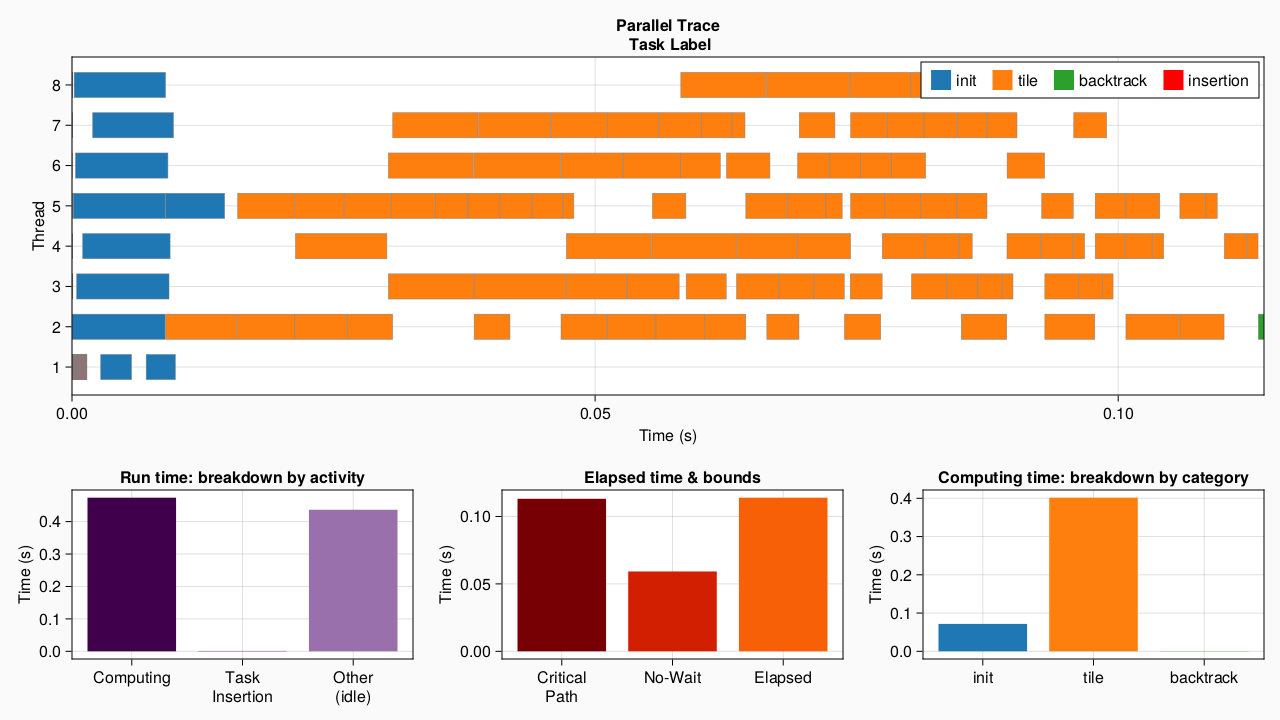 Parallel Trace
Task Label
Thread
8
7
6
5
4
3
2
1
init
tile
backtrack
insertion
0.00
0.05
0.10
Time (s)
Run time: breakdown by activity
Time (s)
0.4
0.3
0.2
0.1
0.0
Computing
Task
Insertion
Other
(idle)
Elapsed time & bounds
Time (s)
0.10
0.05
0.00
Critical
Path
No-Wait
Elapsed
Computing time: breakdown by category
Time (s)
0.4
0.3
0.2
0.1
0.0
init
tile
backtrack